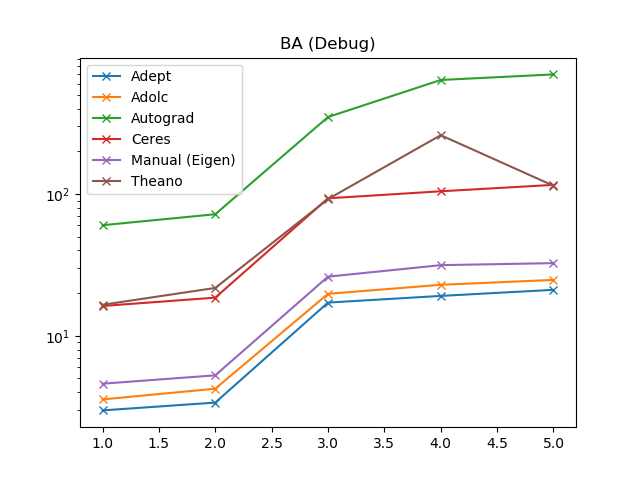 BA (Debug)
Adept
Adolc
Autograd
Ceres
Manual (Eigen)
Theano
10²
10¹
1.0 1.5 2.0 2.5 3.0 3.5 4.0 4.5 5.0